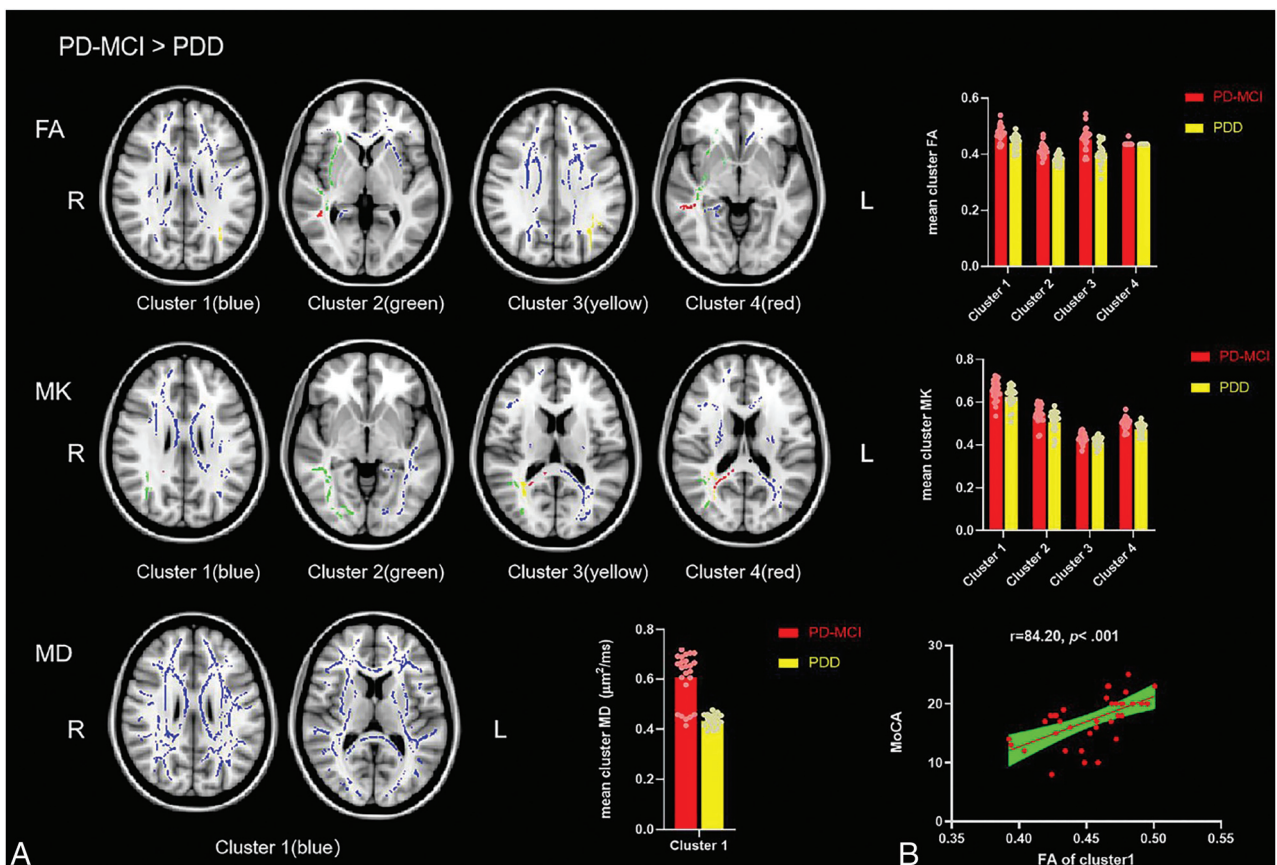 PD-MCI > PDD
FA
R
L
Cluster 1(blue)
Cluster 2(green)
Cluster 3(yellow)
Cluster 4(red)
mean cluster FA
0.6
0.4
0.2
0.0
Cluster 1
Cluster 2
Cluster 3
Cluster 4
PD-MCI
PDD
MK
R
L
Cluster 1(blue)
Cluster 2(green)
Cluster 3(yellow)
Cluster 4(red)
mean cluster MK
0.8
0.6
0.4
0.2
0.0
Cluster 1
Cluster 2
Cluster 3
Cluster 4
PD-MCI
PDD
MD
R
L
Cluster 1(blue)
mean cluster MD (μm²/ms)
0.8
0.6
0.4
0.2
0.0
Cluster 1
PD-MCI
PDD
r=84.20, p< .001
MoCA
30
20
10
0
0.35
0.40
0.45
0.50
0.55
FA of cluster1
A
B